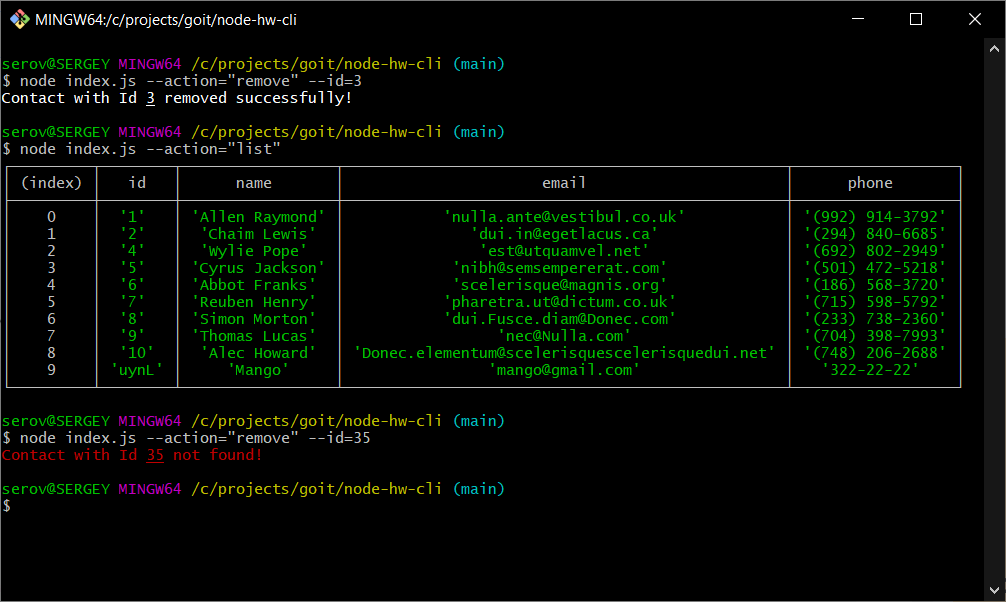 MINGW64:/c/projects/goit/node-hw-cli
serov@SERGEY MINGW64 /c/projects/goit/node-hw-cli (main)
$ node index.js --action="remove" --id=3
Contact with Id 3 removed successfully!
serov@SERGEY MINGW64 /c/projects/goit/node-hw-cli (main)
$ node index.js --action="list"
(index) id name email phone
0 '1' 'Allen Raymond' 'nulla.ante@vestibul.co.uk' '(992) 914-3792'
1 '2' 'Chaim Lewis' 'dui.in@egetlacus.ca' '(294) 840-6685'
2 '4' 'Wylie Pope' 'est@utquamvel.net' '(692) 802-2949'
3 '5' 'Cyrus Jackson' 'nibh@semsempererat.com' '(501) 472-5218'
4 '6' 'Abbot Franks' 'scelerisque@magnis.org' '(186) 568-3720'
5 '7' 'Reuben Henry' 'pharetra.ut@dictum.co.uk' '(715) 598-5792'
6 '8' 'Simon Morton' 'dui.Fusce.diam@Donec.com' '(233) 738-2360'
7 '9' 'Thomas Lucas' 'nec@Nulla.com' '(704) 398-7993'
8 '10' 'Alec Howard' 'Donec.elementum@scelerisquescelerisquedui.net' '(748) 206-2688'
9 'uynL' 'Mango' 'mango@gmail.com' '322-22-22'
serov@SERGEY MINGW64 /c/projects/goit/node-hw-cli (main)
$ node index.js --action="remove" --id=35
Contact with Id 35 not found!
serov@SERGEY MINGW64 /c/projects/goit/node-hw-cli (main)
$